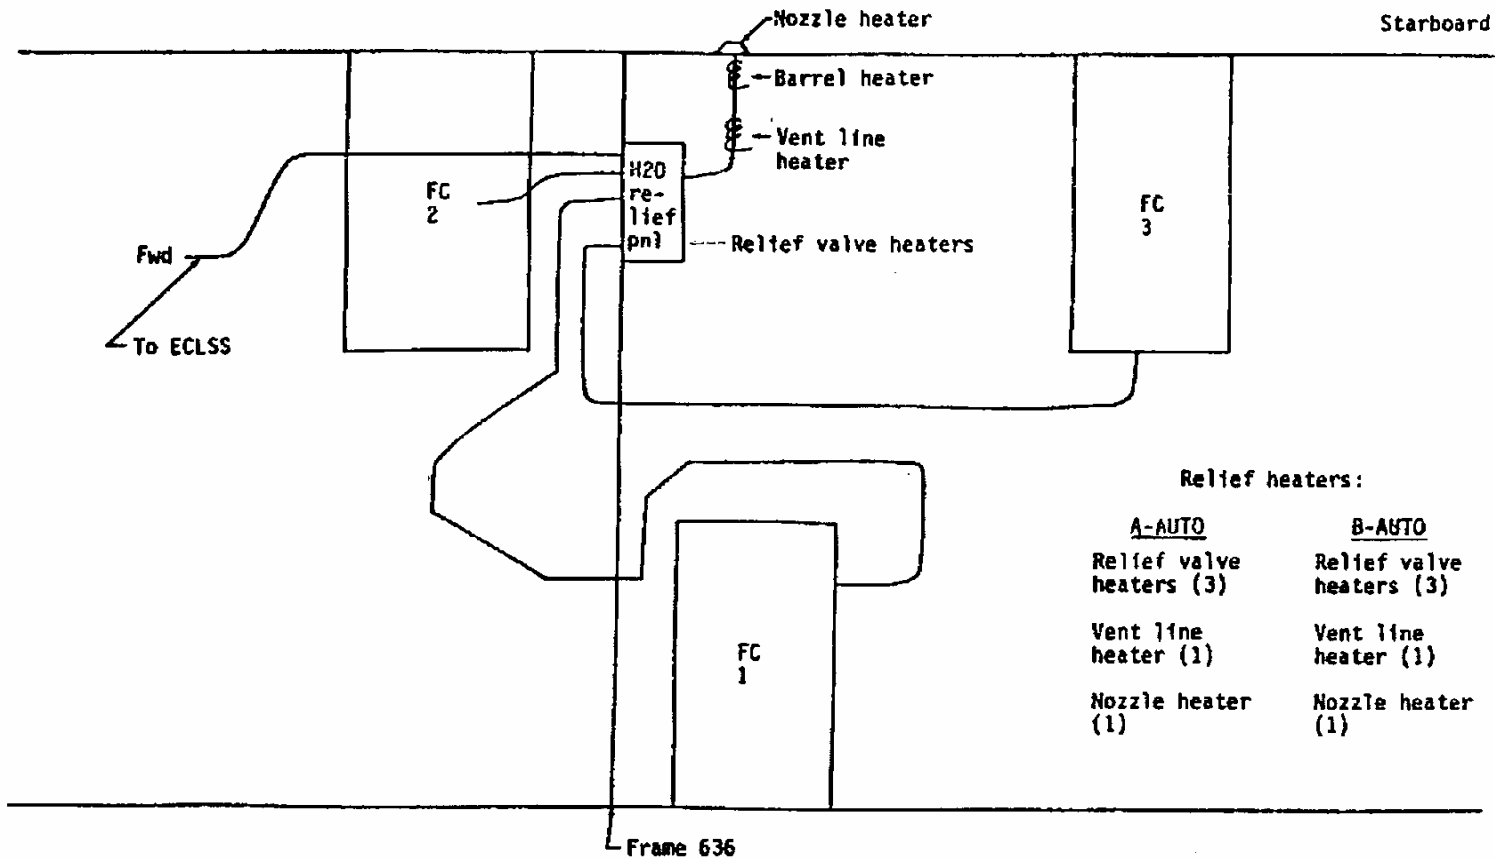 Nozzle heater
Starboard
Barrel heater
Vent line
heater
FC
2
H2O
re-
lief
pnl
Relief valve heaters
FC
3
Fwd
To ECLSS
Relief heaters:
A-AUTO
B-AUTO
Relief valve
heaters (3)
Relief valve
heaters (3)
Vent line
heater (1)
Vent line
heater (1)
Nozzle heater
(1)
Nozzle heater
(1)
FC
1
Frame 636